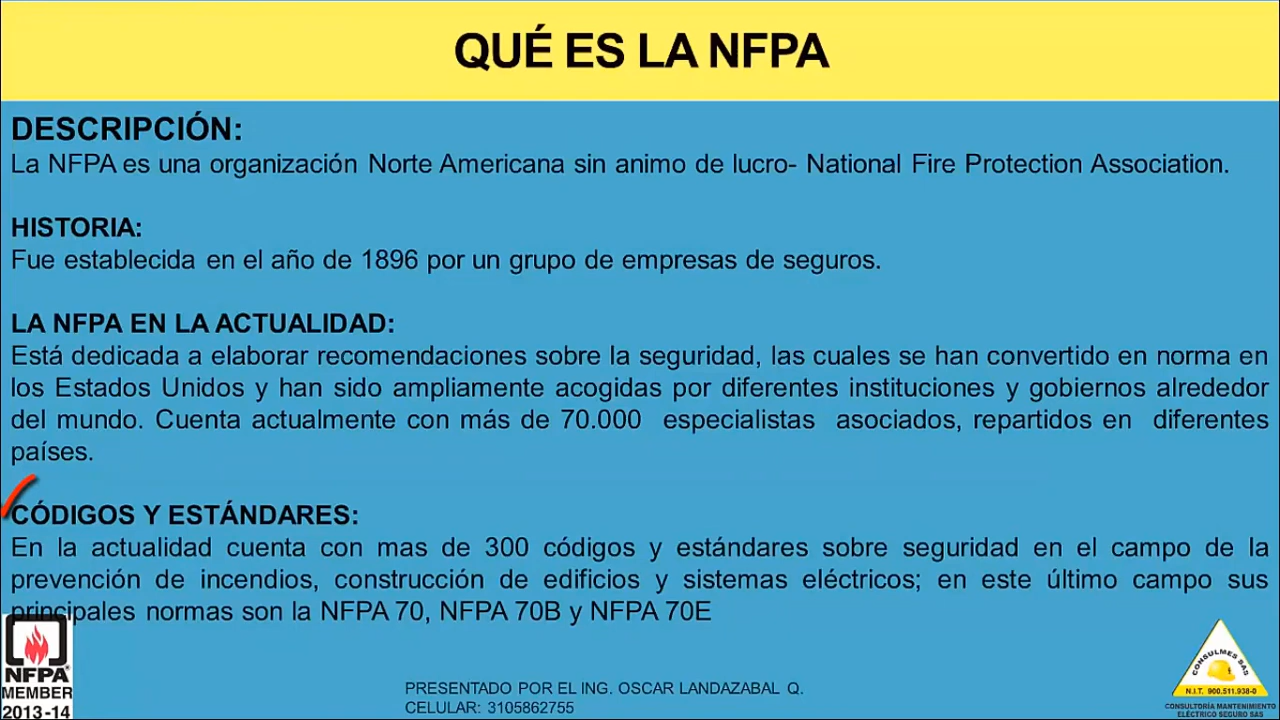 QUÉ ES LA NFPA
DESCRIPCIÓN:
La NFPA es una organización Norte Americana sin animo de lucro- National Fire Protection Association.
HISTORIA:
Fue establecida en el año de 1896 por un grupo de empresas de seguros.
LA NFPA EN LA ACTUALIDAD:
Está dedicada a elaborar recomendaciones sobre la seguridad, las cuales se han convertido en norma en
los Estados Unidos y han sido ampliamente acogidas por diferentes instituciones y gobiernos alrededor
del mundo. Cuenta actualmente con más de 70.000 especialistas asociados, repartidos en diferentes
países.
CÓDIGOS Y ESTÁNDARES:
En la actualidad cuenta con mas de 300 códigos y estándares sobre seguridad en el campo de la
prevención de incendios, construcción de edificios y sistemas eléctricos; en este último campo sus
principales normas son la NFPA 70, NFPA 70B y NFPA 70E
NFPA®
MEMBER
2013-14
PRESENTADO POR EL ING. OSCAR LANDAZABAL Q.
CELULAR: 3105862755
CONSULMES SAS
N.I.T. 900.511.938-0
CONSULTORÍA MANTENIMIENTO
ELÉCTRICO SEGURO SAS